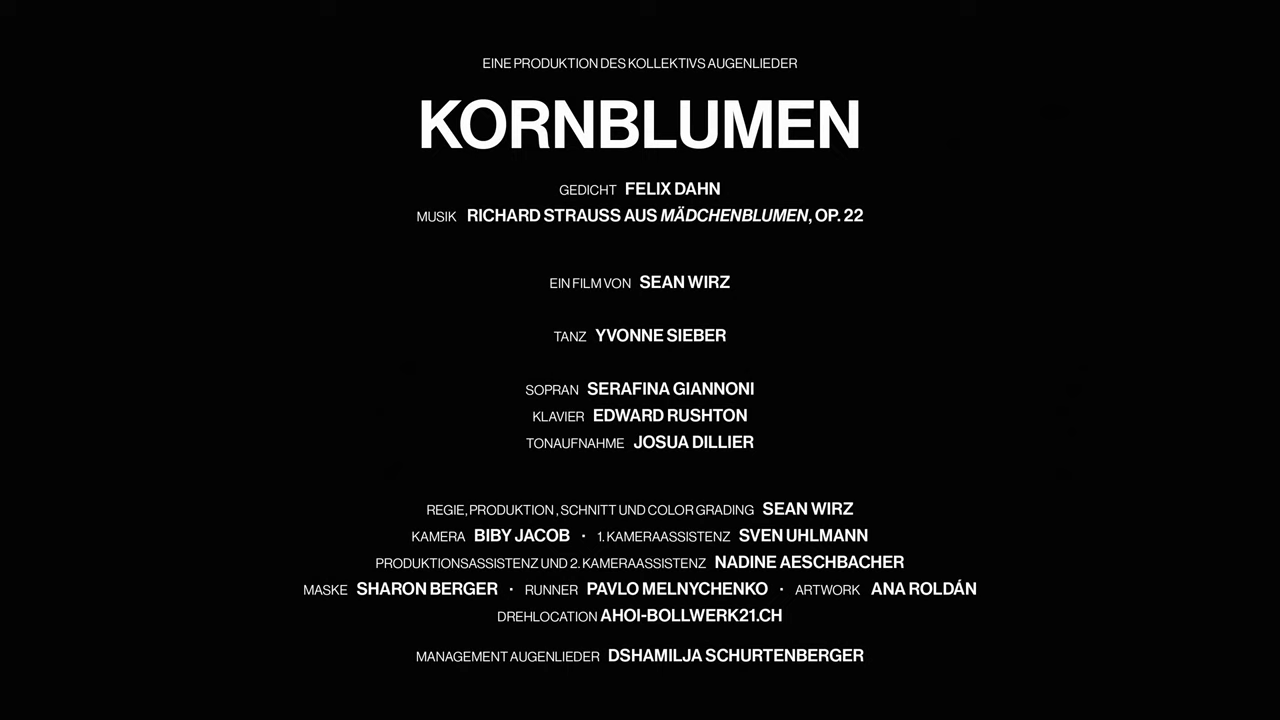 EINE PRODUKTION DES KOLLEKTIVS AUGENLIEDER
KORNBLUMEN
GEDICHT FELIX DAHN
MUSIK RICHARD STRAUSS AUS MÄDCHENBLUMEN, OP. 22
EIN FILM VON SEAN WIRZ
TANZ YVONNE SIEBER
SOPRAN SERAFINA GIANNONI
KLAVIER EDWARD RUSHTON
TONAUFNAHME JOSUA DILLIER
REGIE, PRODUKTION , SCHNITT UND COLOR GRADING SEAN WIRZ
KAMERA BIBY JACOB · 1. KAMERAASSISTENZ SVEN UHLMANN
PRODUKTIONSASSISTENZ UND 2. KAMERAASSISTENZ NADINE AESCHBACHER
MASKE SHARON BERGER · RUNNER PAVLO MELNYCHENKO · ARTWORK ANA ROLDÁN
DREHLOCATION AHOI-BOLLWERK21.CH
MANAGEMENT AUGENLIEDER DSHAMILJA SCHURTENBERGER